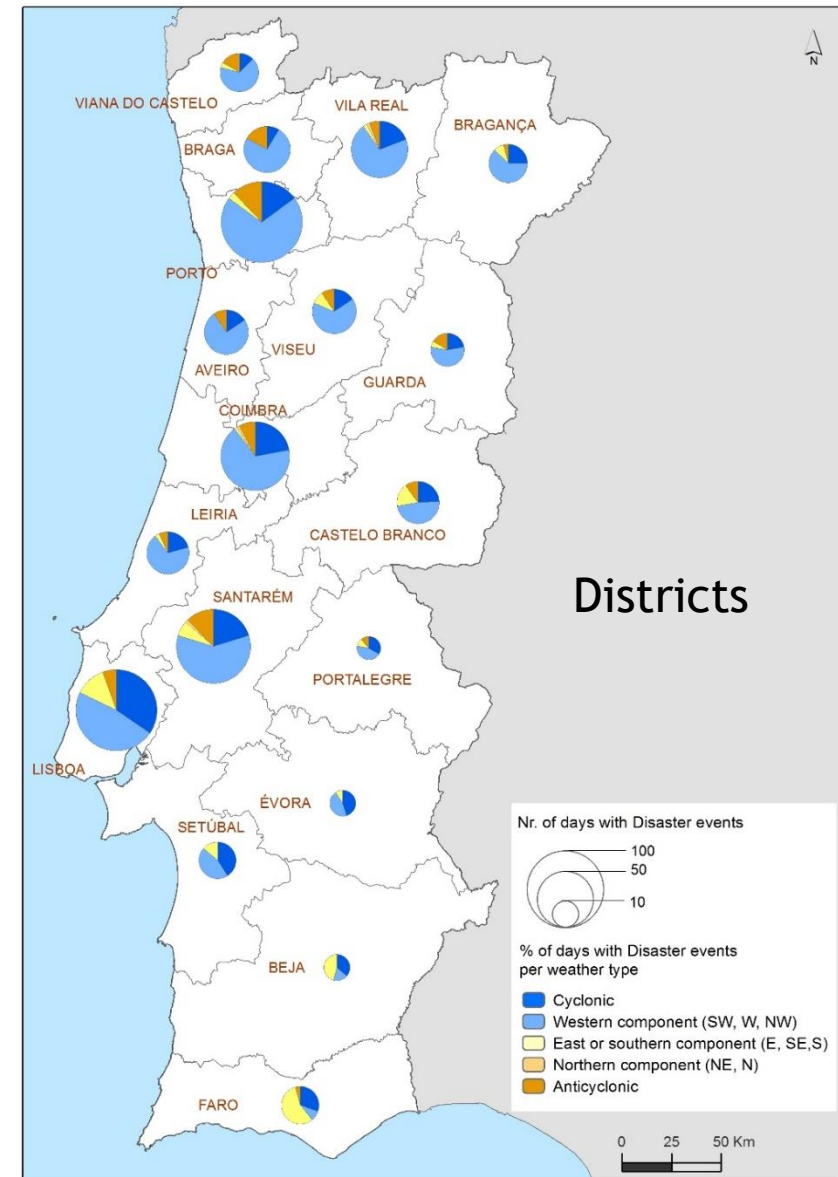 N
VIANA DO CASTELO
VILA REAL
BRAGANÇA
BRAGA
PORTO
AVEIRO
VISEU
GUARDA
COIMBRA
LEIRIA
CASTELO BRANCO
SANTARÉM
Districts
PORTALEGRE
LISBOA
ÉVORA
SETÚBAL
BEJA
FARO
Nr. of days with Disaster events
100
50
10
% of days with Disaster events
per weather type
Cyclonic
Western component (SW, W, NW)
East or southern component (E, SE,S)
Northern component (NE, N)
Anticyclonic
0 25 50 Km